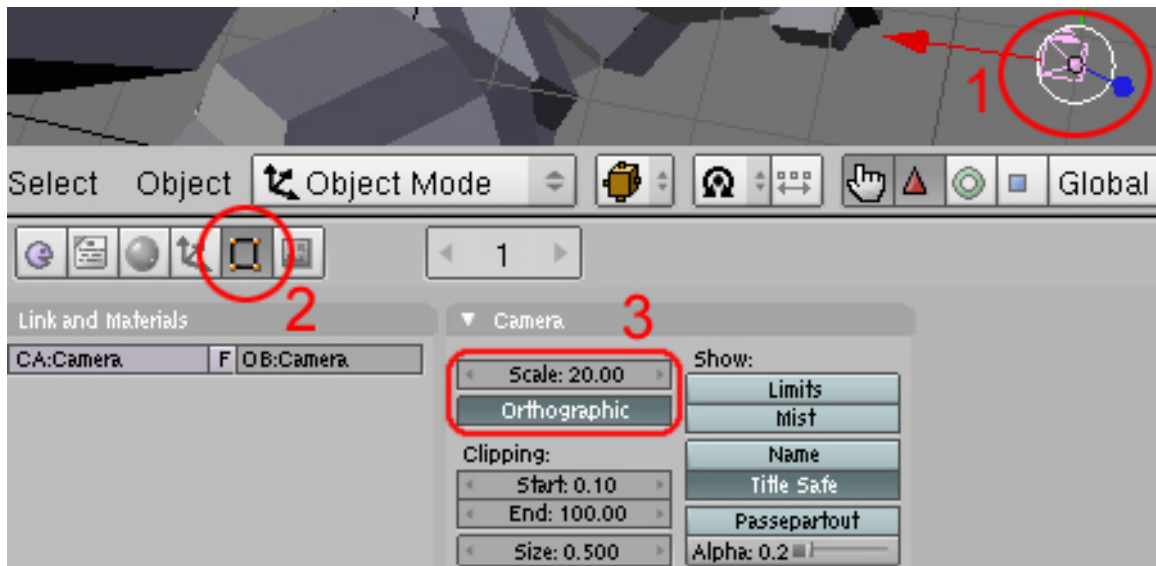 1
Select Object Object Mode Global
1
2
Link and Materials
Camera
3
CA:Camera F OB:Camera
Scale: 20.00
Orthographic
Show:
Limits
Mist
Clipping:
Name
Start: 0.10
Title Safe
End: 100.00
Passepartout
Size: 0.500
Alpha: 0.2